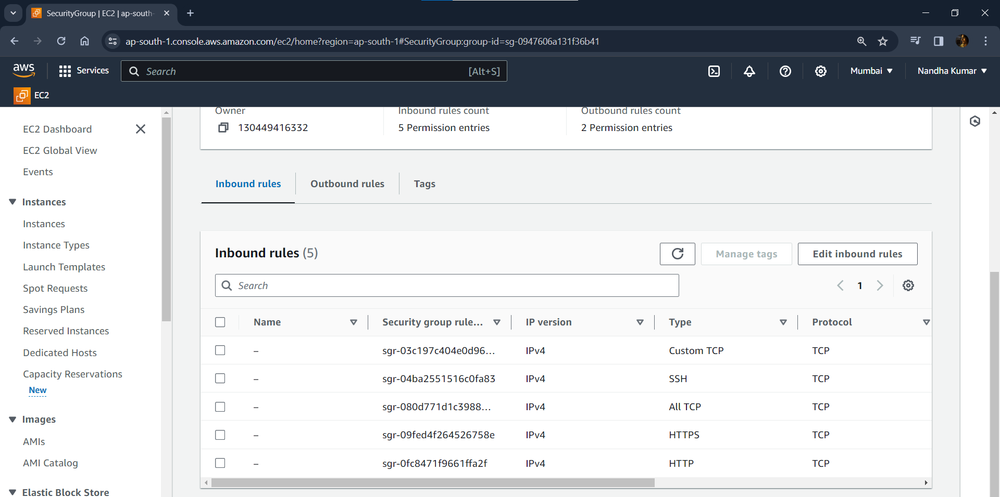 SecurityGroup | EC2 | ap-south-
ap-south-1.console.aws.amazon.com/ec2/home?region=ap-south-1#SecurityGroup:group-id=sg-0947606a131f36b41
aws
Services
Search
[Alt+S]
Mumbai
Nandha Kumar
EC2
EC2 Dashboard
EC2 Global View
Events
Instances
Instances
Instance Types
Launch Templates
Spot Requests
Savings Plans
Reserved Instances
Dedicated Hosts
Capacity Reservations
New
Images
AMIs
AMI Catalog
Elastic Block Store
Owner
130449416332
Inbound rules count
5 Permission entries
Outbound rules count
2 Permission entries
Inbound rules
Outbound rules
Tags
Inbound rules (5)
Manage tags
Edit inbound rules
Search
1
Name Security group rule... IP version Type Protocol
– sgr-03c197c404e0d96... IPv4 Custom TCP TCP
– sgr-04ba2551516c0fa83 IPv4 SSH TCP
– sgr-080d771d1c3988... IPv4 All TCP TCP
– sgr-09fed4f264526758e IPv4 HTTPS TCP
– sgr-0fc8471f9661ffa2f IPv4 HTTP TCP